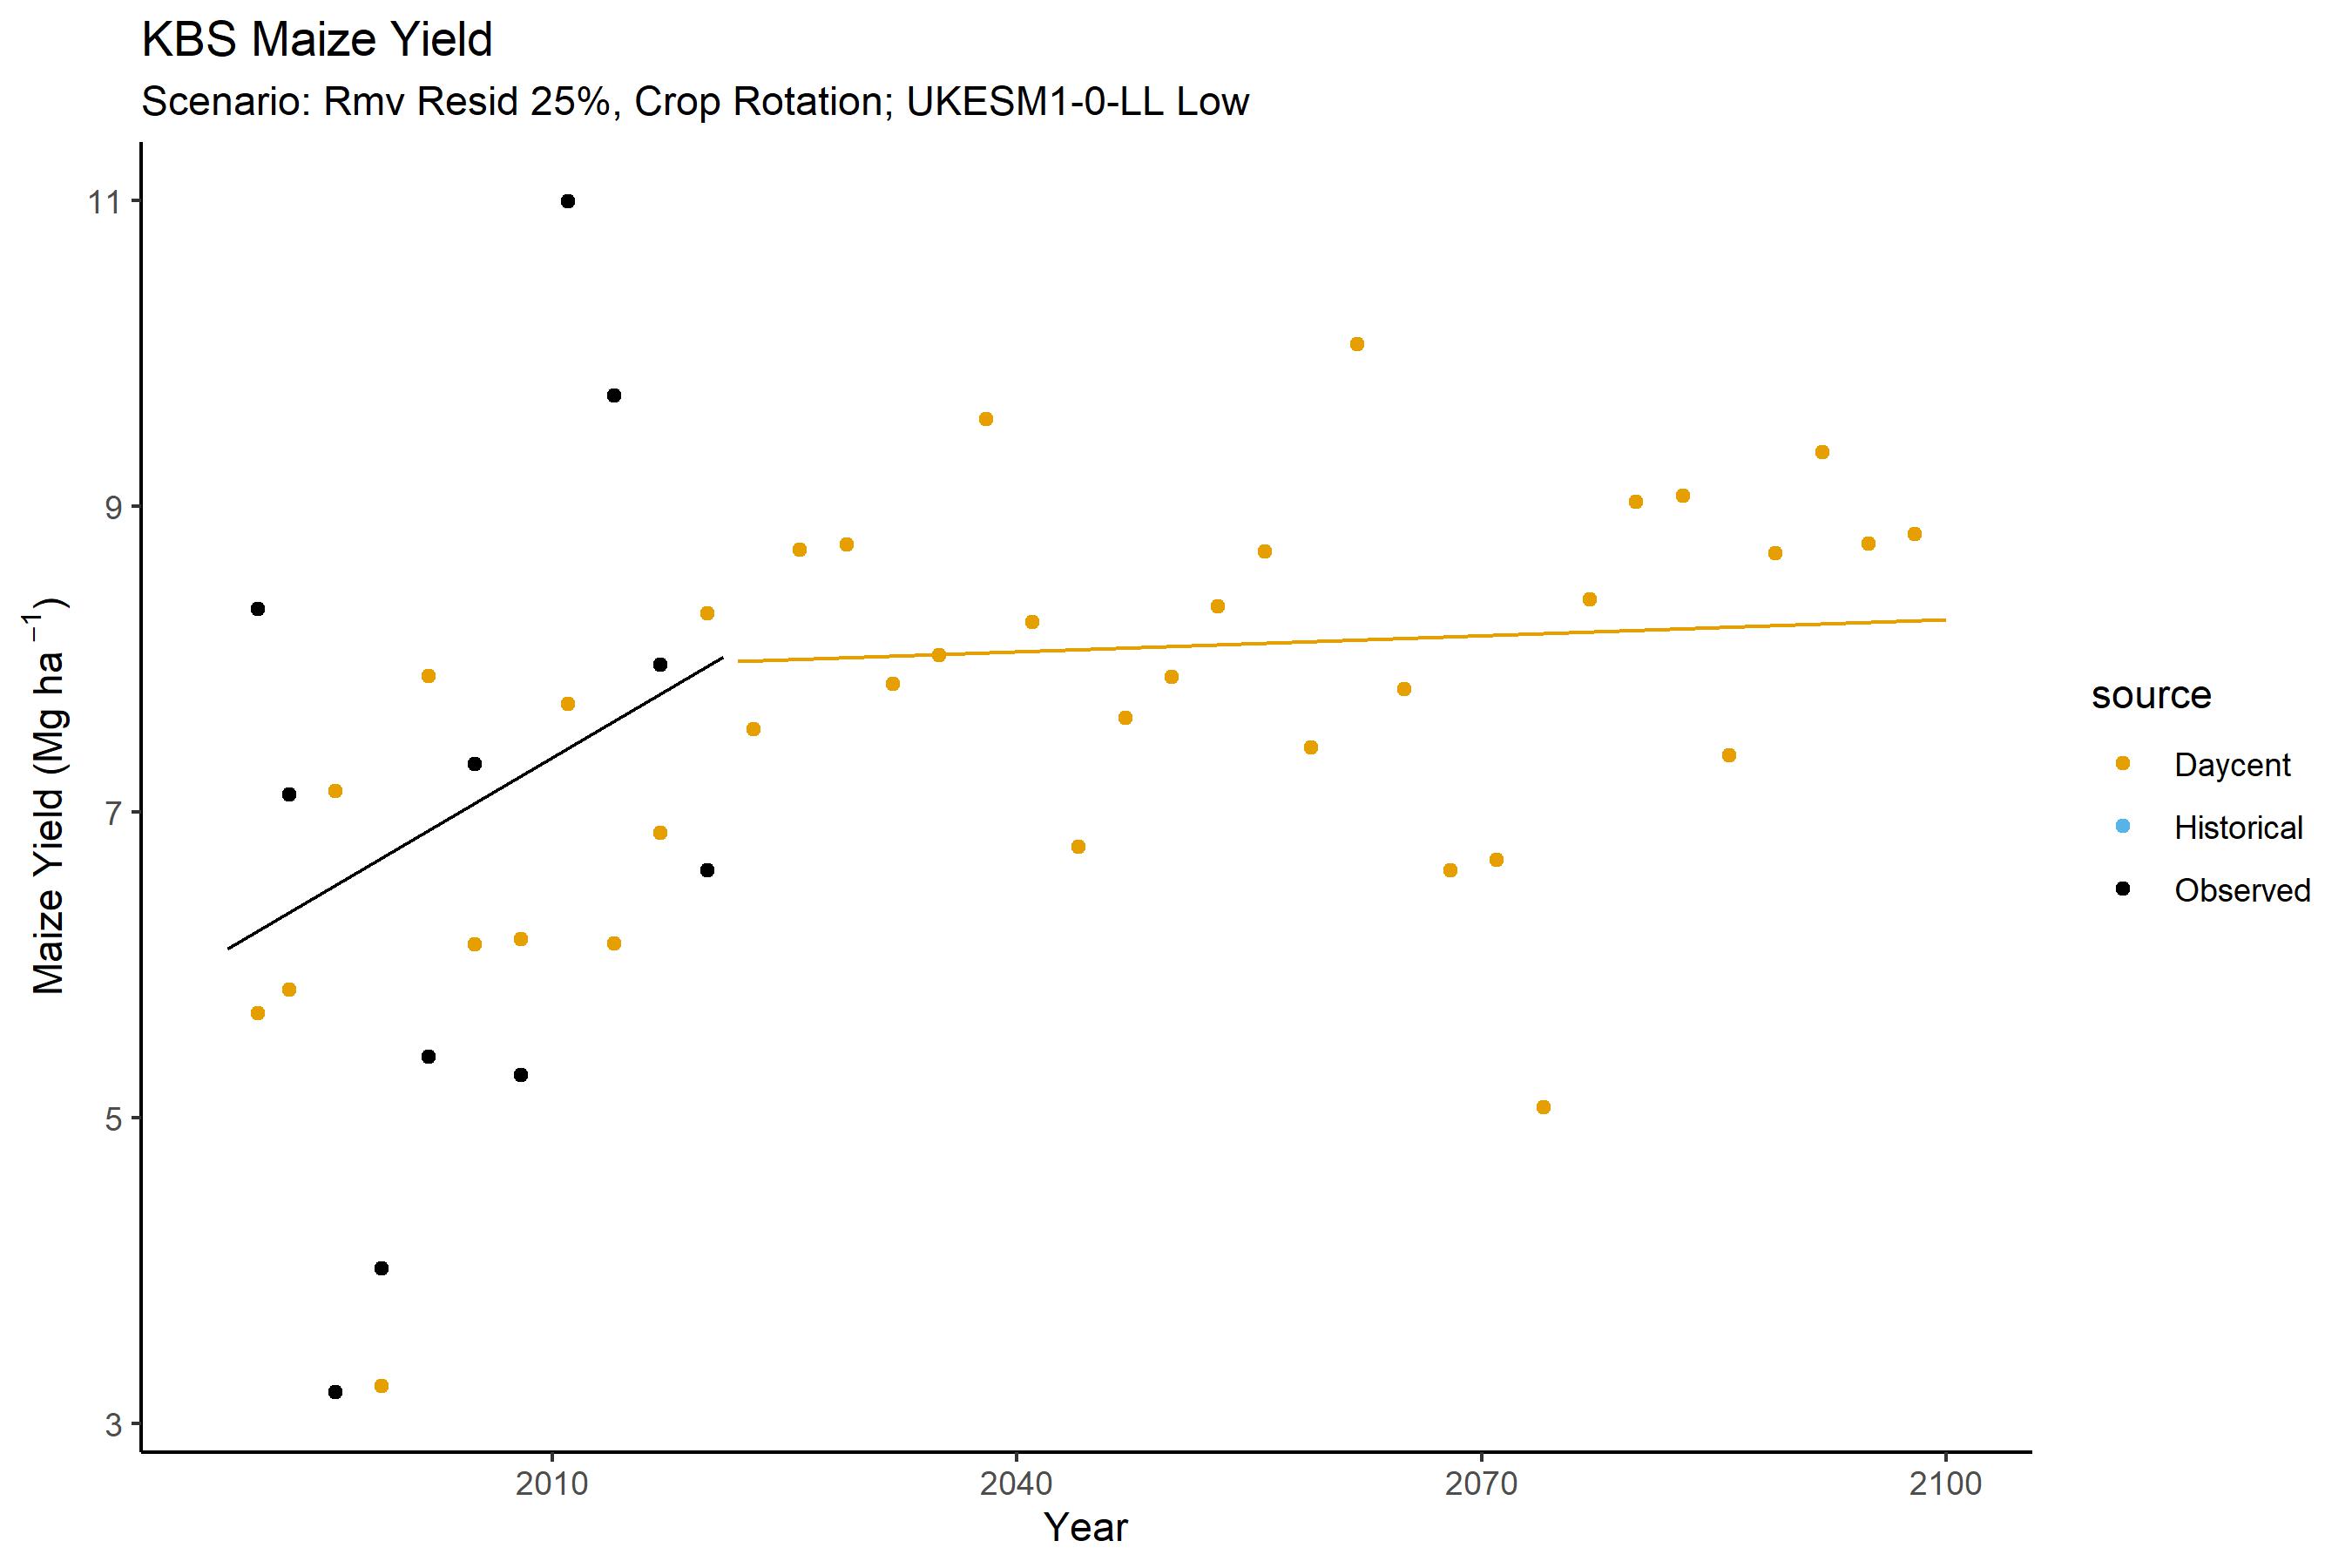 KBS Maize Yield
Scenario: Rmv Resid 25%, Crop Rotation; UKESM1-0-LL Low
Maize Yield (Mg ha −1)
11
9
7
5
3
2010
2040
2070
2100
Year
source
Daycent
Historical
Observed